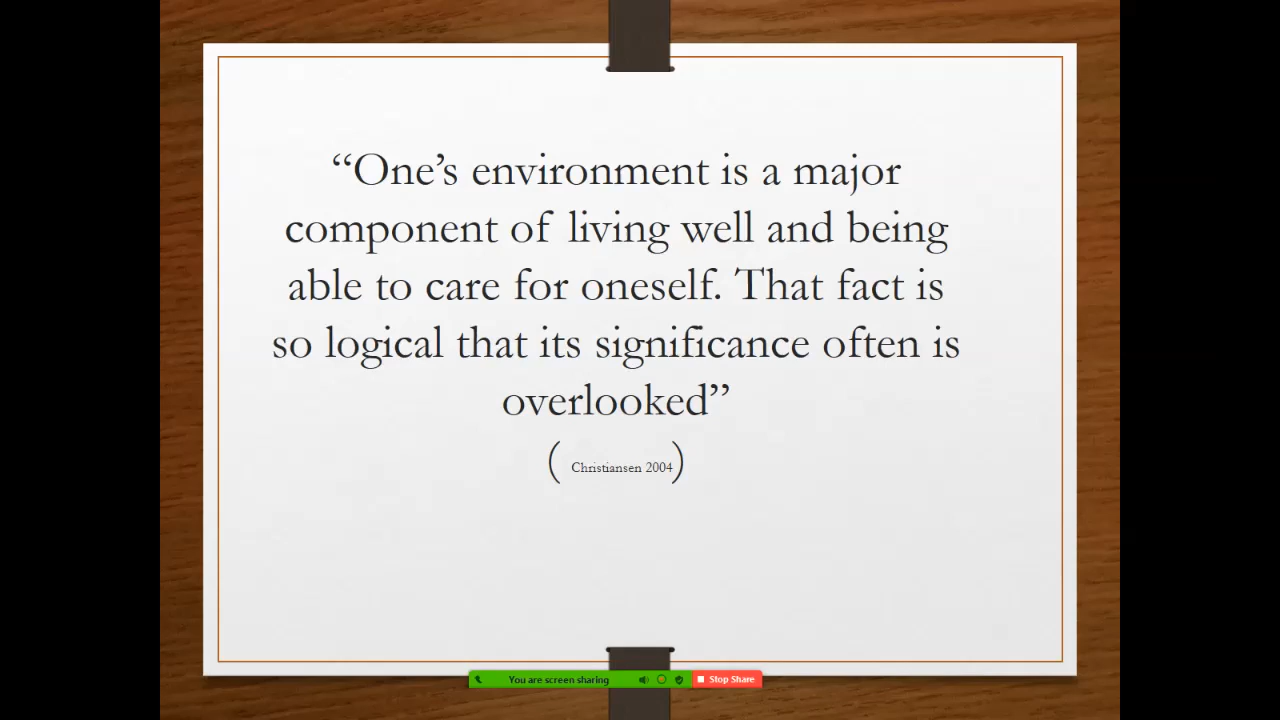 “One’s environment is a major
component of living well and being
able to care for oneself. That fact is
so logical that its significance often is
overlooked”
( Christiansen 2004)
You are screen sharing
Stop Share